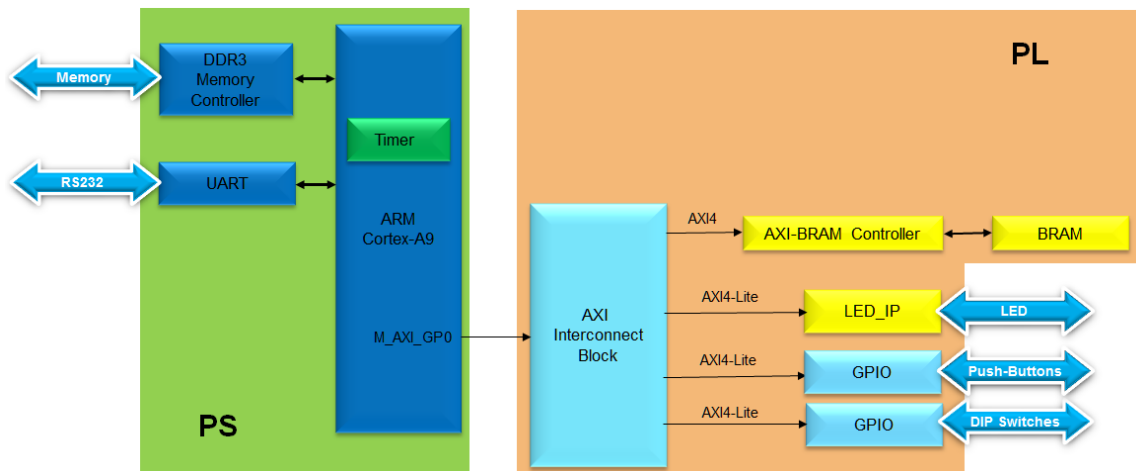 PL
DDR3
Memory
Controller
Memory
Timer
RS232
UART
ARM
Cortex-A9
AXI4
AXI-BRAM Controller
BRAM
AXI4-Lite
LED_IP
LED
M_AXI_GP0
AXI
Interconnect
Block
AXI4-Lite
GPIO
Push-Buttons
AXI4-Lite
GPIO
DIP Switches
PS